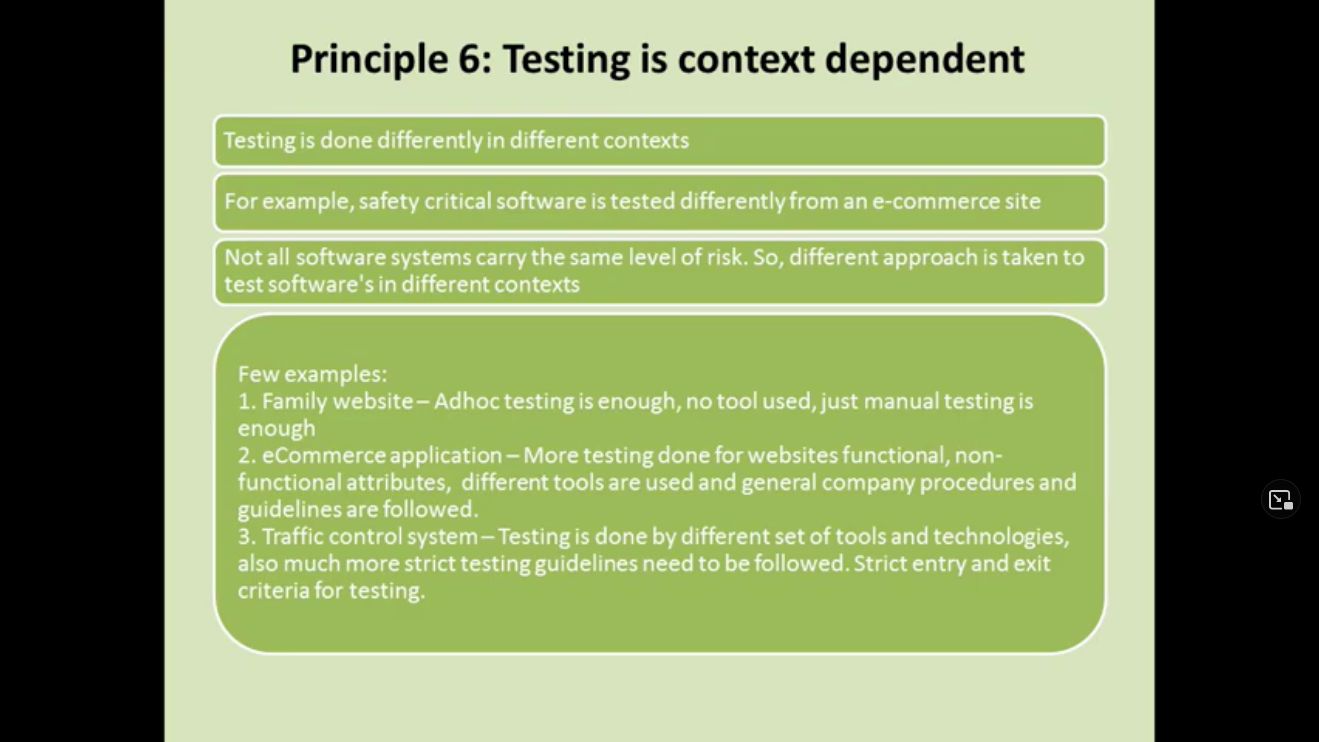 Principle 6: Testing is context dependent
Testing is done differently in different contexts
For example, safety critical software is tested differently from an e-commerce site
Not all software systems carry the same level of risk. So, different approach is taken to
test software's in different contexts
Few examples:
1. Family website – Adhoc testing is enough, no tool used, just manual testing is
enough
2. eCommerce application – More testing done for websites functional, non-
functional attributes,  different tools are used and general company procedures and
guidelines are followed.
3. Traffic control system – Testing is done by different set of tools and technologies,
also much more strict testing guidelines need to be followed. Strict entry and exit
criteria for testing.